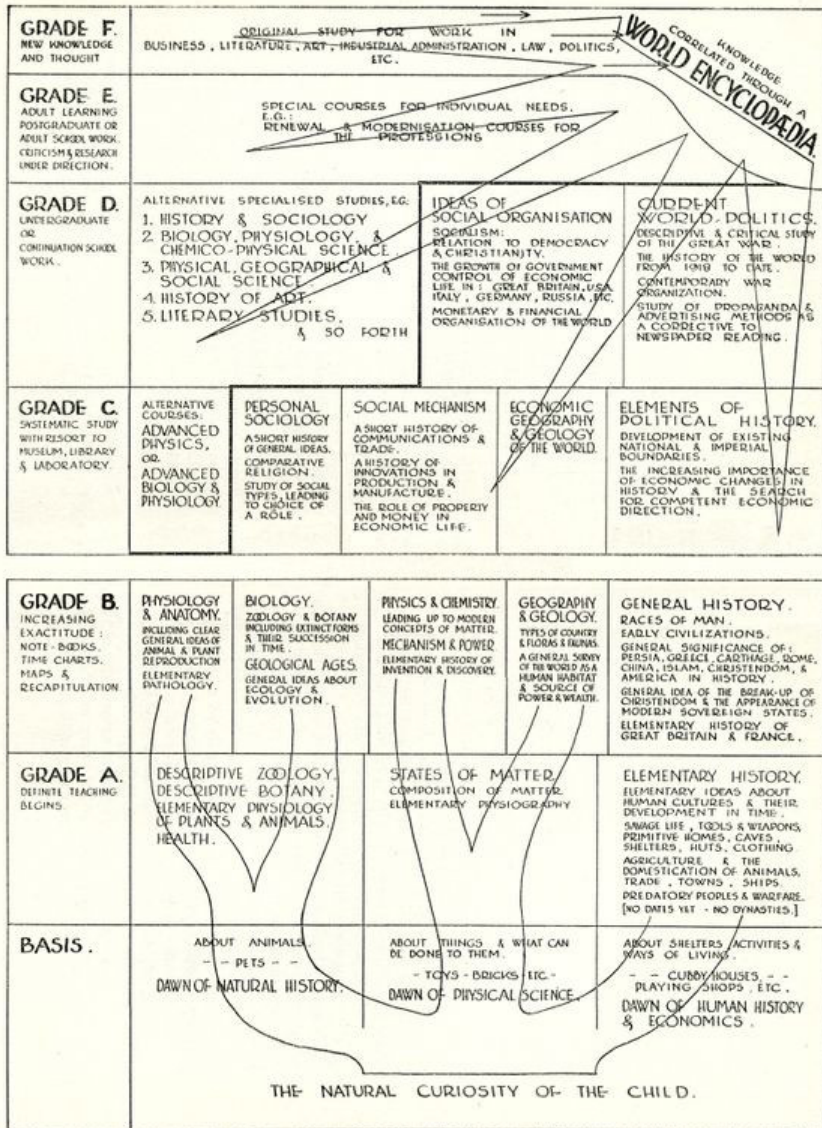 GRADE F.
NEW KNOWLEDGE
AND THOUGHT
ORIGINAL STUDY FOR WORK IN
BUSINESS, LITERATURE, ART, INDUSTRIAL ADMINISTRATION, LAW, POLITICS,
ETC.
KNOWLEDGE
CORRELATED THROUGH A
WORLD ENCYCLOPÆDIA.
GRADE E.
ADULT LEARNING
POSTGRADUATE OR
ADULT SCHOOL WORK.
CRITICISM & RESEARCH
UNDER DIRECTION.
SPECIAL COURSES FOR INDIVIDUAL NEEDS.
E.G.:
RENEWAL & MODERNISATION COURSES FOR
THE PROFESSIONS
GRADE D.
UNDERGRADUATE
OR
CONTINUATION SCHOOL
WORK.
ALTERNATIVE SPECIALISED STUDIES, E.G:
1. HISTORY & SOCIOLOGY
2. BIOLOGY, PHYSIOLOGY, &
CHEMICO-PHYSICAL SCIENCE.
3. PHYSICAL, GEOGRAPHICAL &
SOCIAL SCIENCE.
4. HISTORY OF ART.
5. LITERARY STUDIES,
& SO FORTH
IDEAS OF
SOCIAL ORGANISATION
SOCIALISM:
RELATION TO DEMOCRACY
& CHRISTIANITY.
THE GROWTH OF GOVERNMENT
CONTROL OF ECONOMIC
LIFE IN: GREAT BRITAIN, U.S.A.
ITALY, GERMANY, RUSSIA, ETC.
MONETARY & FINANCIAL
ORGANISATION OF THE WORLD
CURRENT
WORLD-POLITICS.
DESCRIPTIVE & CRITICAL STUDY
OF THE GREAT WAR.
THE HISTORY OF THE WORLD
FROM 1918 TO DATE.
CONTEMPORARY WAR
ORGANIZATION.
STUDY OF PROPAGANDA &
ADVERTISING METHODS AS
A CORRECTIVE TO
NEWSPAPER READING.
GRADE C.
SYSTEMATIC STUDY
WITH RESORT TO
MUSEUM, LIBRARY
& LABORATORY.
ALTERNATIVE
COURSES:
ADVANCED
PHYSICS,
OR
ADVANCED
BIOLOGY &
PHYSIOLOGY.
PERSONAL
SOCIOLOGY
A SHORT HISTORY
OF GENERAL IDEAS.
COMPARATIVE
RELIGION.
STUDY OF SOCIAL
TYPES, LEADING
TO CHOICE OF
A RÔLE.
SOCIAL MECHANISM
A SHORT HISTORY OF
COMMUNICATIONS &
TRADE.
A HISTORY OF
INNOVATIONS IN
PRODUCTION &
MANUFACTURE.
THE ROLE OF PROPERTY
AND MONEY IN
ECONOMIC LIFE.
ECONOMIC
GEOGRAPHY
& GEOLOGY
OF THE WORLD.
ELEMENTS OF
POLITICAL HISTORY.
DEVELOPMENT OF EXISTING
NATIONAL & IMPERIAL
BOUNDARIES.
THE INCREASING IMPORTANCE
OF ECONOMIC CHANGES IN
HISTORY & THE SEARCH
FOR COMPETENT ECONOMIC
DIRECTION.
GRADE B.
INCREASING
EXACTITUDE:
NOTE-BOOKS.
TIME CHARTS.
MAPS &
RECAPITULATION.
PHYSIOLOGY
& ANATOMY.
INCLUDING CLEAR
GENERAL IDEAS OF
ANIMAL & PLANT
REPRODUCTION
ELEMENTARY
PATHOLOGY.
BIOLOGY.
ZOOLOGY & BOTANY
INCLUDING EXTINCT FORMS
& THEIR SUCCESSION
IN TIME.
GEOLOGICAL AGES.
GENERAL IDEAS ABOUT
ECOLOGY &
EVOLUTION.
PHYSICS & CHEMISTRY.
LEADING UP TO MODERN
CONCEPTS OF MATTER.
MECHANISM & POWER
ELEMENTARY HISTORY OF
INVENTION & DISCOVERY.
GEOGRAPHY
& GEOLOGY.
TYPES OF COUNTRY
& FLORAS & FAUNAS.
A GENERAL SURVEY
OF THE WORLD AS A
HUMAN HABITAT
& SOURCE OF
POWER & WEALTH.
GENERAL HISTORY.
RACES OF MAN.
EARLY CIVILIZATIONS.
GENERAL SIGNIFICANCE OF:
PERSIA, GREECE, CARTHAGE, ROME,
CHINA, ISLAM, CHRISTENDOM, &
AMERICA IN HISTORY.
GENERAL IDEA OF THE BREAK-UP OF
CHRISTENDOM & THE APPEARANCE OF
MODERN SOVEREIGN STATES.
ELEMENTARY HISTORY OF
GREAT BRITAIN & FRANCE.
GRADE A.
DEFINITE TEACHING
BEGINS
DESCRIPTIVE ZOOLOGY.
DESCRIPTIVE BOTANY.
ELEMENTARY PHYSIOLOGY
OF PLANTS & ANIMALS.
HEALTH.
STATES OF MATTER
COMPOSITION OF MATTER
ELEMENTARY PHYSIOGRAPHY
ELEMENTARY HISTORY.
ELEMENTARY IDEAS ABOUT
HUMAN CULTURES & THEIR
DEVELOPMENT IN TIME.
SAVAGE LIFE, TOOLS & WEAPONS,
PRIMITIVE HOMES, CAVES,
SHELTERS, HUTS, CLOTHING
AGRICULTURE & THE
DOMESTICATION OF ANIMALS,
TRADE, TOWNS, SHIPS.
PREDATORY PEOPLES & WARFARE.
[NO DATES YET - NO DYNASTIES.]
BASIS.
ABOUT ANIMALS.
- - PETS - -
DAWN OF NATURAL HISTORY.
ABOUT THINGS & WHAT CAN
BE DONE TO THEM.
- TOYS - BRICKS - ETC -
DAWN OF PHYSICAL SCIENCE.
ABOUT SHELTERS ACTIVITIES &
WAYS OF LIVING.
- - CUBBY HOUSES. - -
PLAYING SHOPS. ETC.
DAWN OF HUMAN HISTORY
& ECONOMICS.
THE NATURAL CURIOSITY OF THE CHILD.